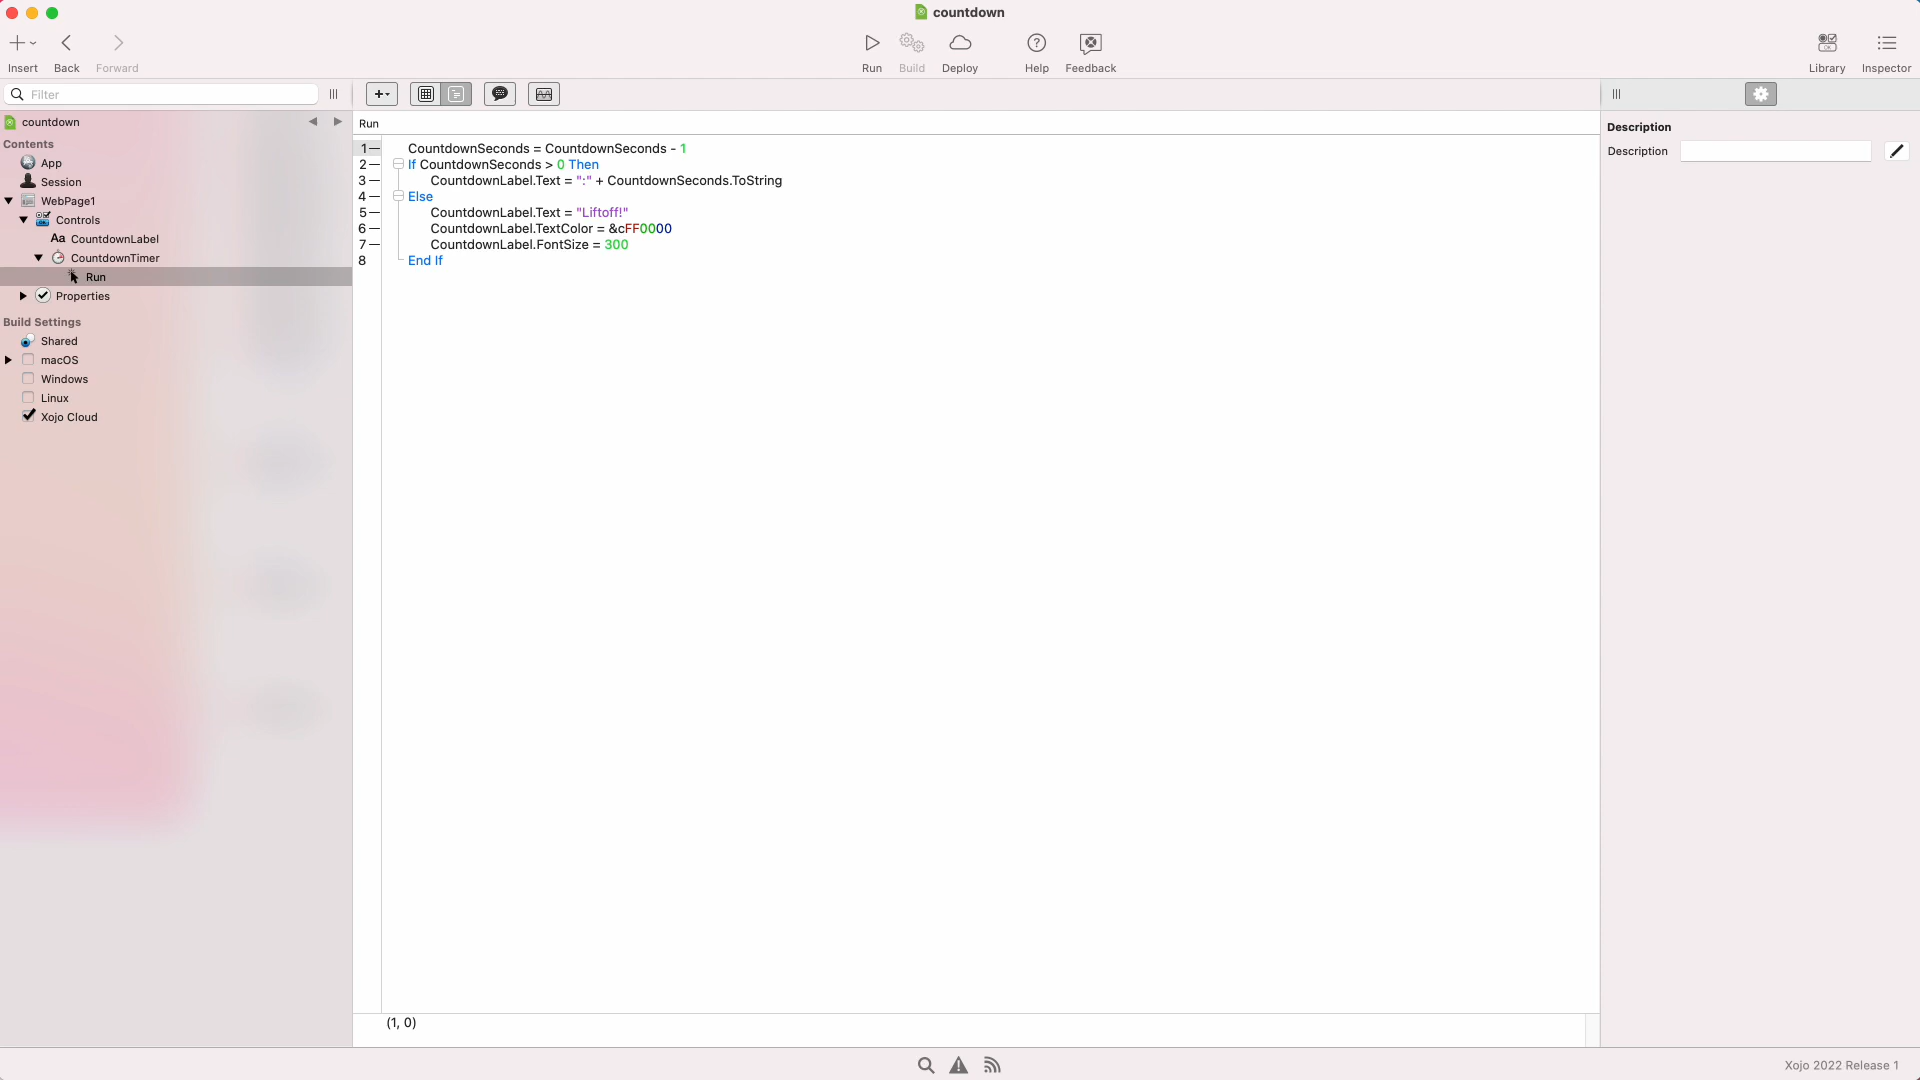 countdown
Insert Back Forward Run Build Deploy Help Feedback Library Inspector
Filter
countdown
Contents
App
Session
WebPage1
Controls
Aa CountdownLabel
CountdownTimer
Run
Properties
Build Settings
Shared
macOS
Windows
Linux
Xojo Cloud
Run
1 CountdownSeconds = CountdownSeconds - 1
2 If CountdownSeconds > 0 Then
3 CountdownLabel.Text = ":" + CountdownSeconds.ToString
4 Else
5 CountdownLabel.Text = "Liftoff!"
6 CountdownLabel.TextColor = &cFF0000
7 CountdownLabel.FontSize = 300
8 End If
(1, 0)
Description
Description
Xojo 2022 Release 1